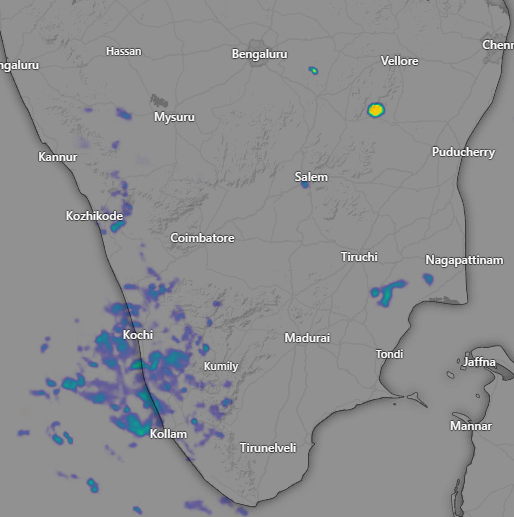 Hassan
Bengaluru
Chenn
ngaluru
Vellore
Mysuru
Kannur
Puducherry
Salem
Kozhikode
Coimbatore
Tiruchi
Nagapattinam
Kochi
Madurai
Tondi
Kumily
Jaffna
Mannar
Kollam
Tirunelveli